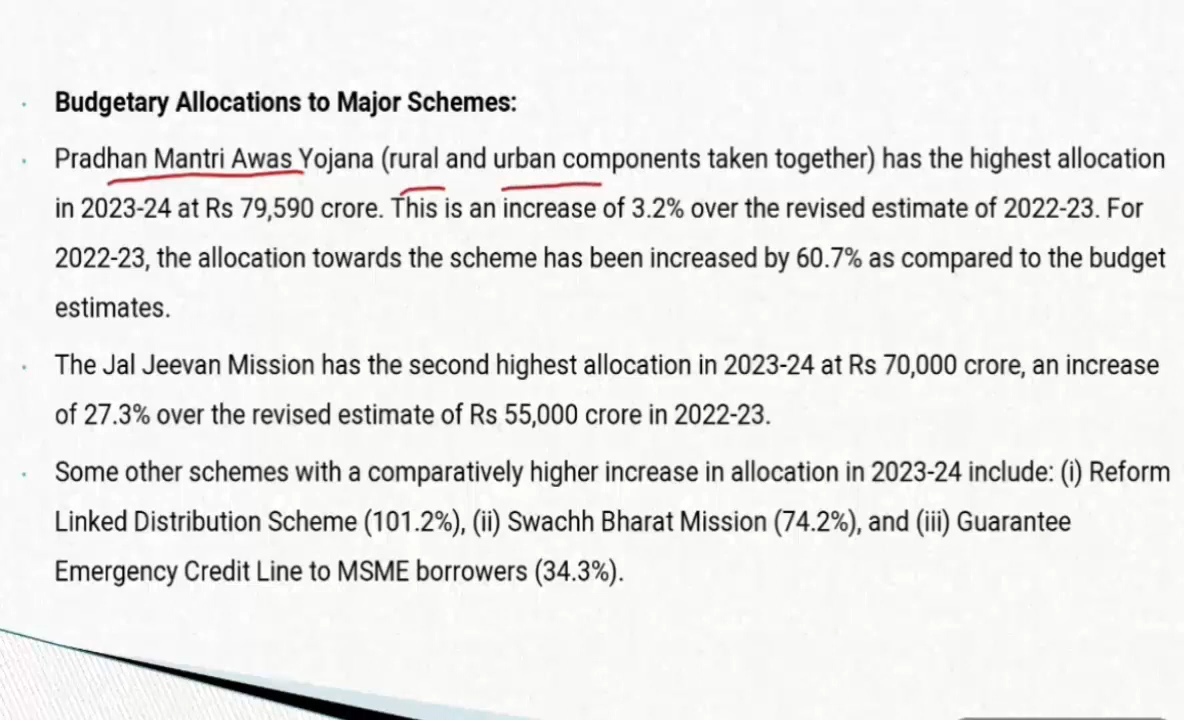 Budgetary Allocations to Major Schemes:
Pradhan Mantri Awas Yojana (rural and urban components taken together) has the highest allocation
in 2023-24 at Rs 79,590 crore. This is an increase of 3.2% over the revised estimate of 2022-23. For
2022-23, the allocation towards the scheme has been increased by 60.7% as compared to the budget
estimates.
The Jal Jeevan Mission has the second highest allocation in 2023-24 at Rs 70,000 crore, an increase
of 27.3% over the revised estimate of Rs 55,000 crore in 2022-23.
Some other schemes with a comparatively higher increase in allocation in 2023-24 include: (i) Reform
Linked Distribution Scheme (101.2%), (ii) Swachh Bharat Mission (74.2%), and (iii) Guarantee
Emergency Credit Line to MSME borrowers (34.3%).